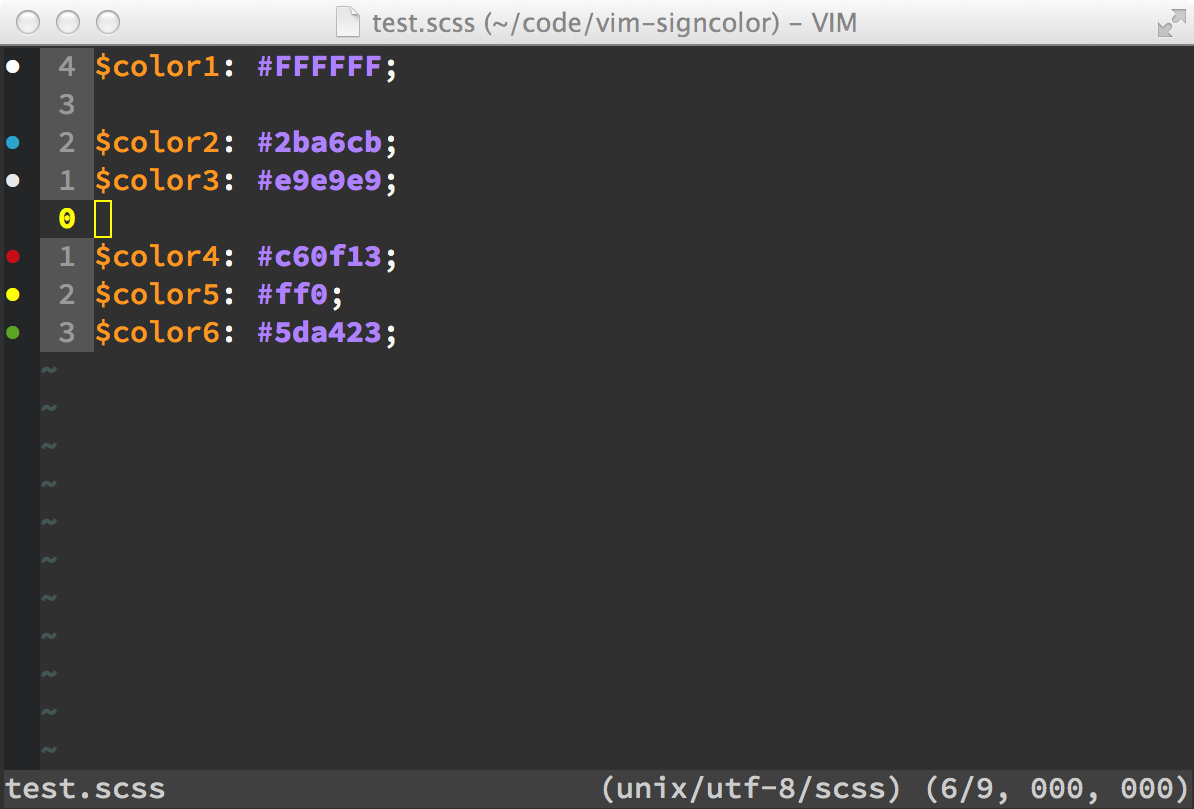 test.scss (~/code/vim-signcolor) – VIM
4 $color1: #FFFFFF;
3
2 $color2: #2ba6cb;
1 $color3: #e9e9e9;
0
1 $color4: #c60f13;
2 $color5: #ff0;
3 $color6: #5da423;
~
~
~
~
~
~
~
~
~
~
~
test.scss (unix/utf-8/scss) (6/9, 000, 000)